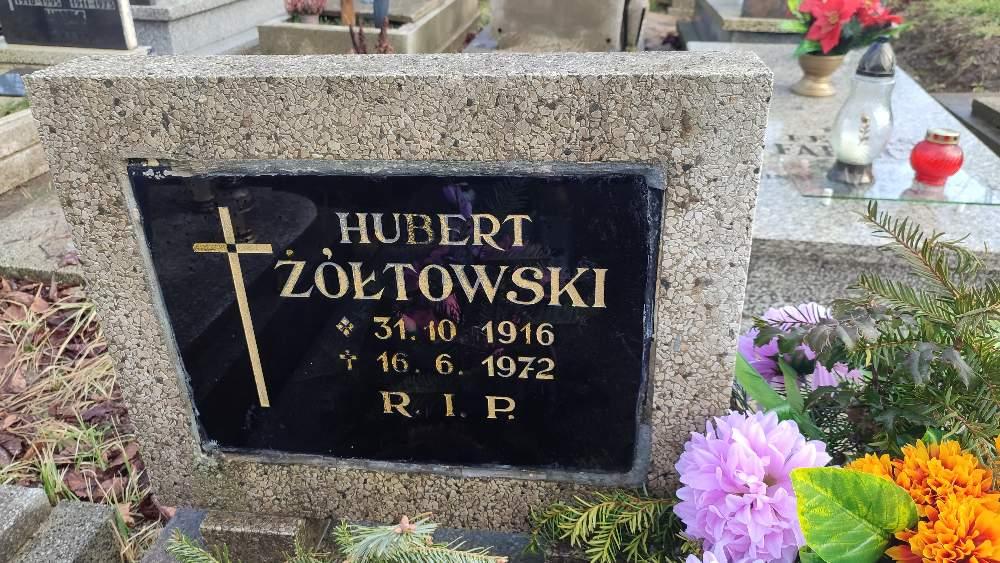 HUBERT
ŻÓŁTOWSKI
31.10 1916
16. 6. 1972
R. I. P.